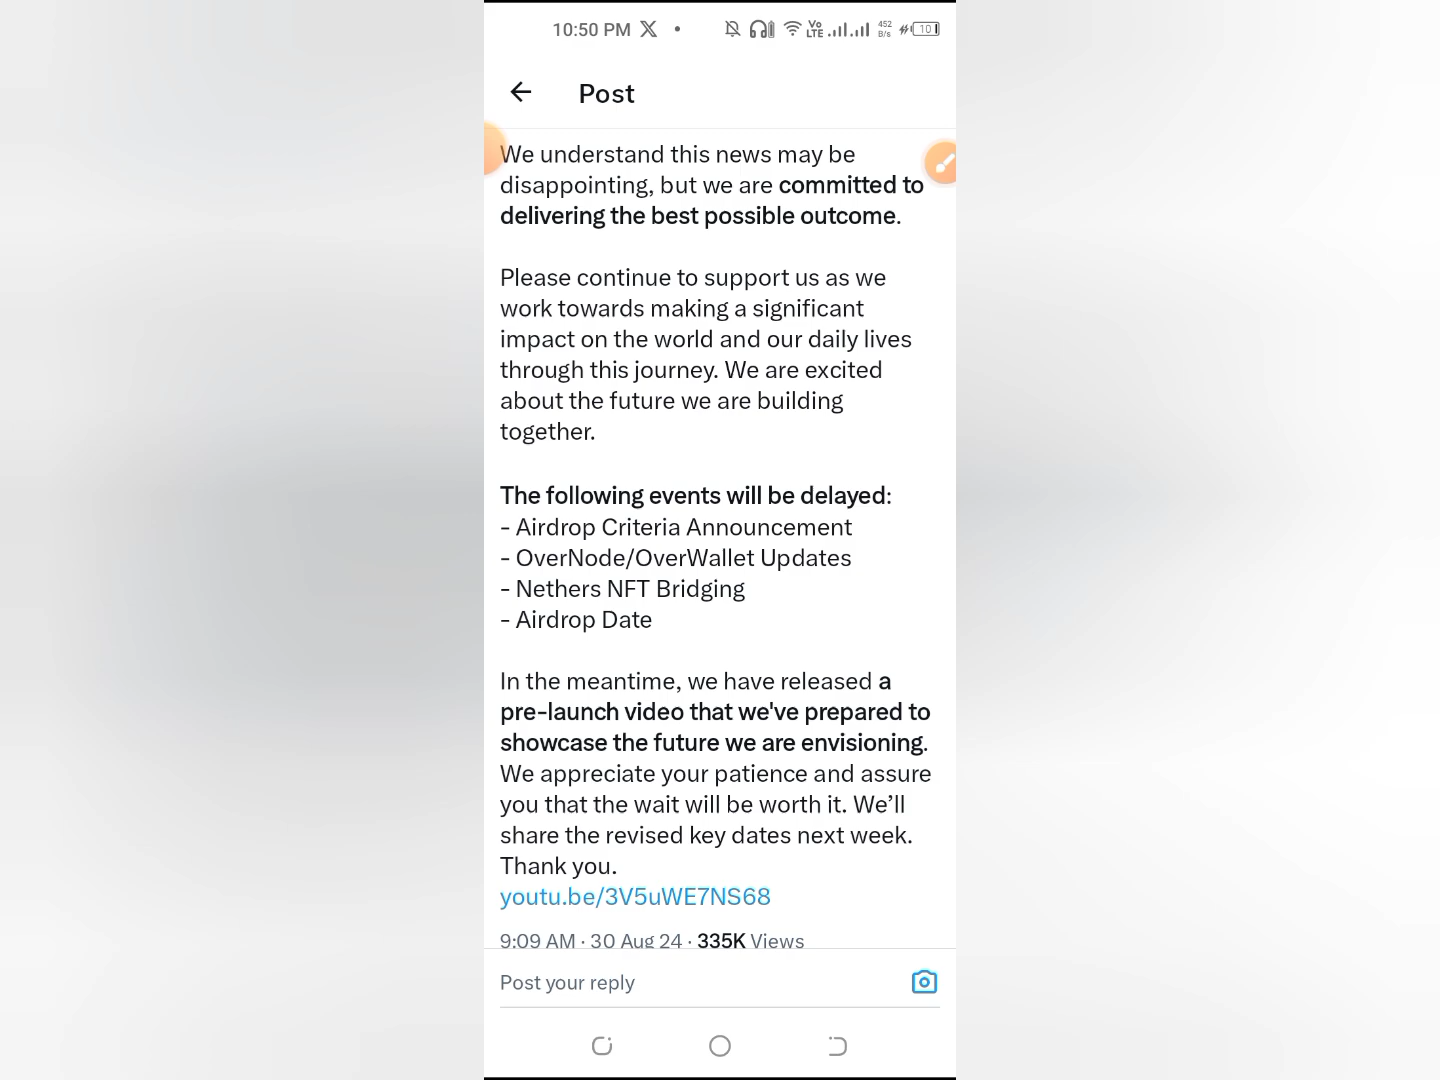 10:50 PM X •
Vo LTE 452 B/s 10
Post
We understand this news may be
disappointing, but we are committed to
delivering the best possible outcome.
Please continue to support us as we
work towards making a significant
impact on the world and our daily lives
through this journey. We are excited
about the future we are building
together.
The following events will be delayed:
- Airdrop Criteria Announcement
- OverNode/OverWallet Updates
- Nethers NFT Bridging
- Airdrop Date
In the meantime, we have released a
pre-launch video that we've prepared to
showcase the future we are envisioning.
We appreciate your patience and assure
you that the wait will be worth it. We’ll
share the revised key dates next week.
Thank you.
youtu.be/3V5uWE7NS68
9:09 AM · 30 Aug 24 · 335K Views
Post your reply